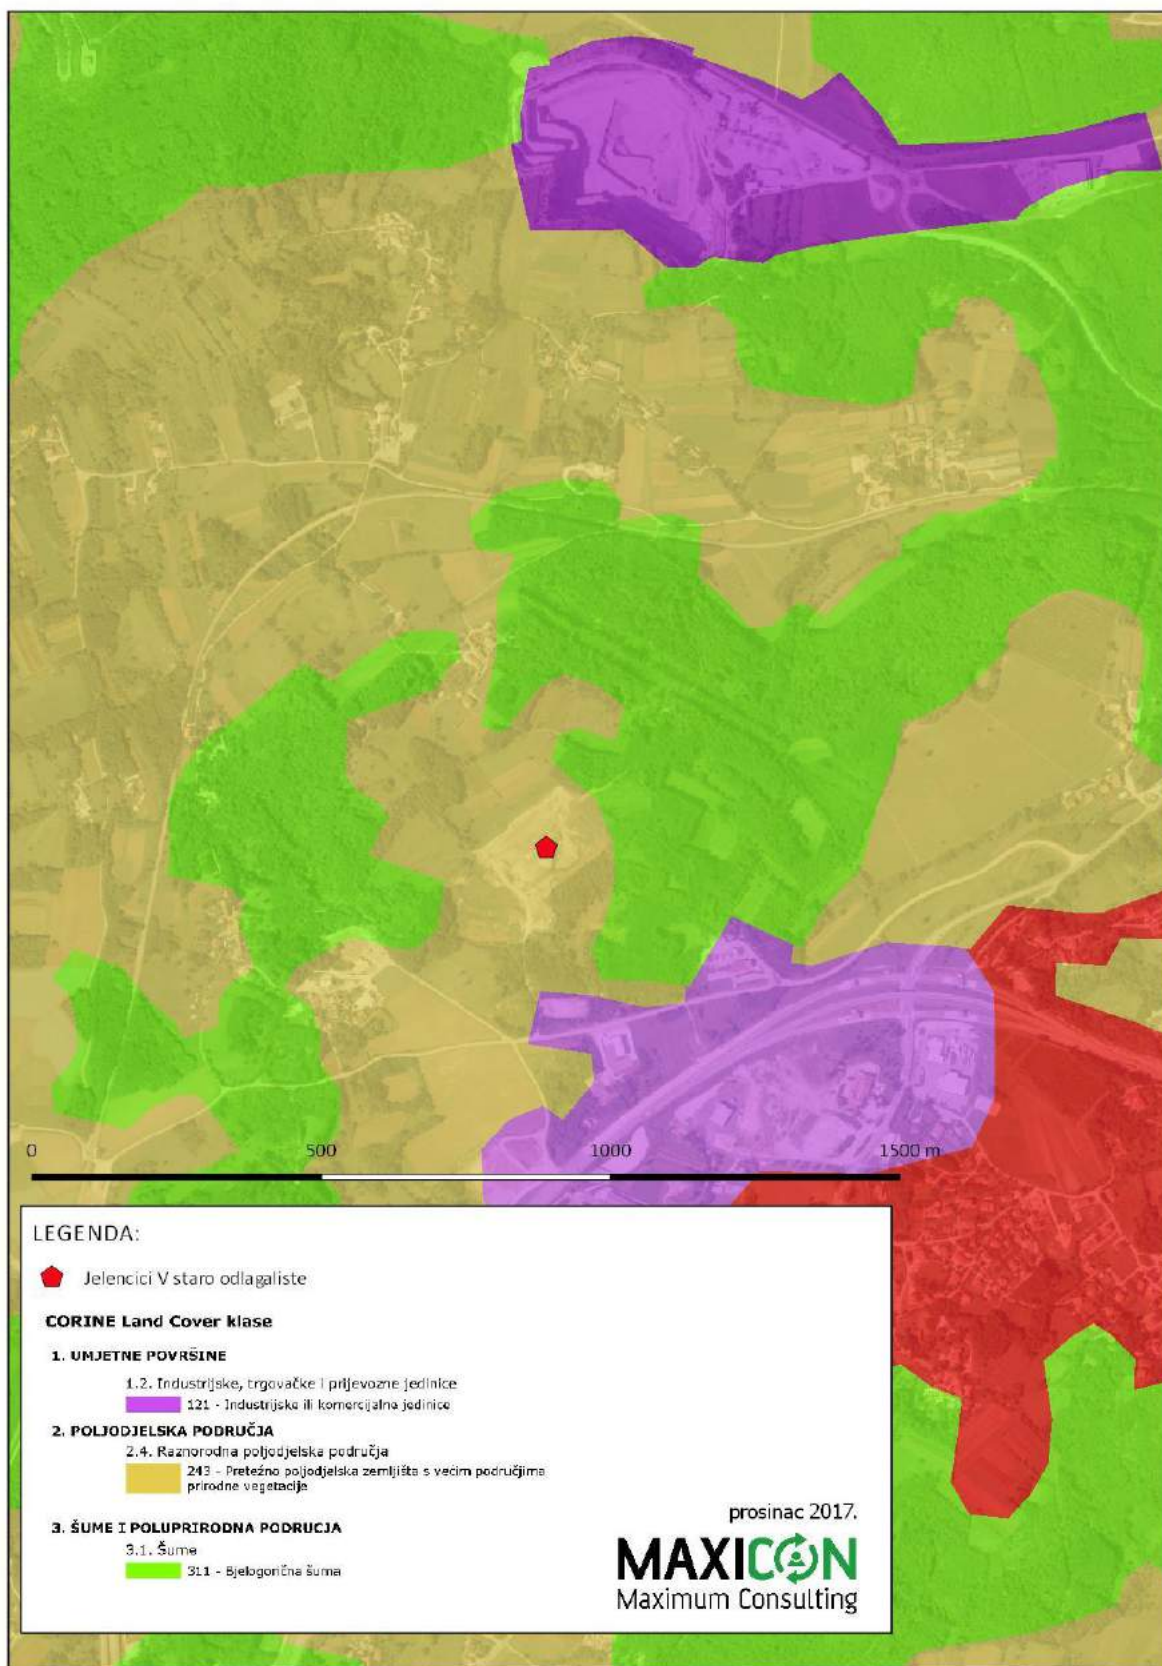 0 500 1000 1500 m
LEGENDA:
Jelencici V staro odlagaliste
CORINE Land Cover klase
1. UMJETNE POVRŠINE
1.2. Industrijske, trgovačke i prijevozne jedinice
121 - Industrijske ili komercijalne jedinice
2. POLJODJELSKA PODRUČJA
2.4. Raznorodna poljodjelska područja
243 - Pretežno poljodjelska zemljišta s većim područjima
prirodne vegetacije
3. ŠUME I POLUPRIRODNA PODRUCJA
3.1. Šume
311 - Bjelogorična šuma
prosinac 2017.
MAXICON
Maximum Consulting